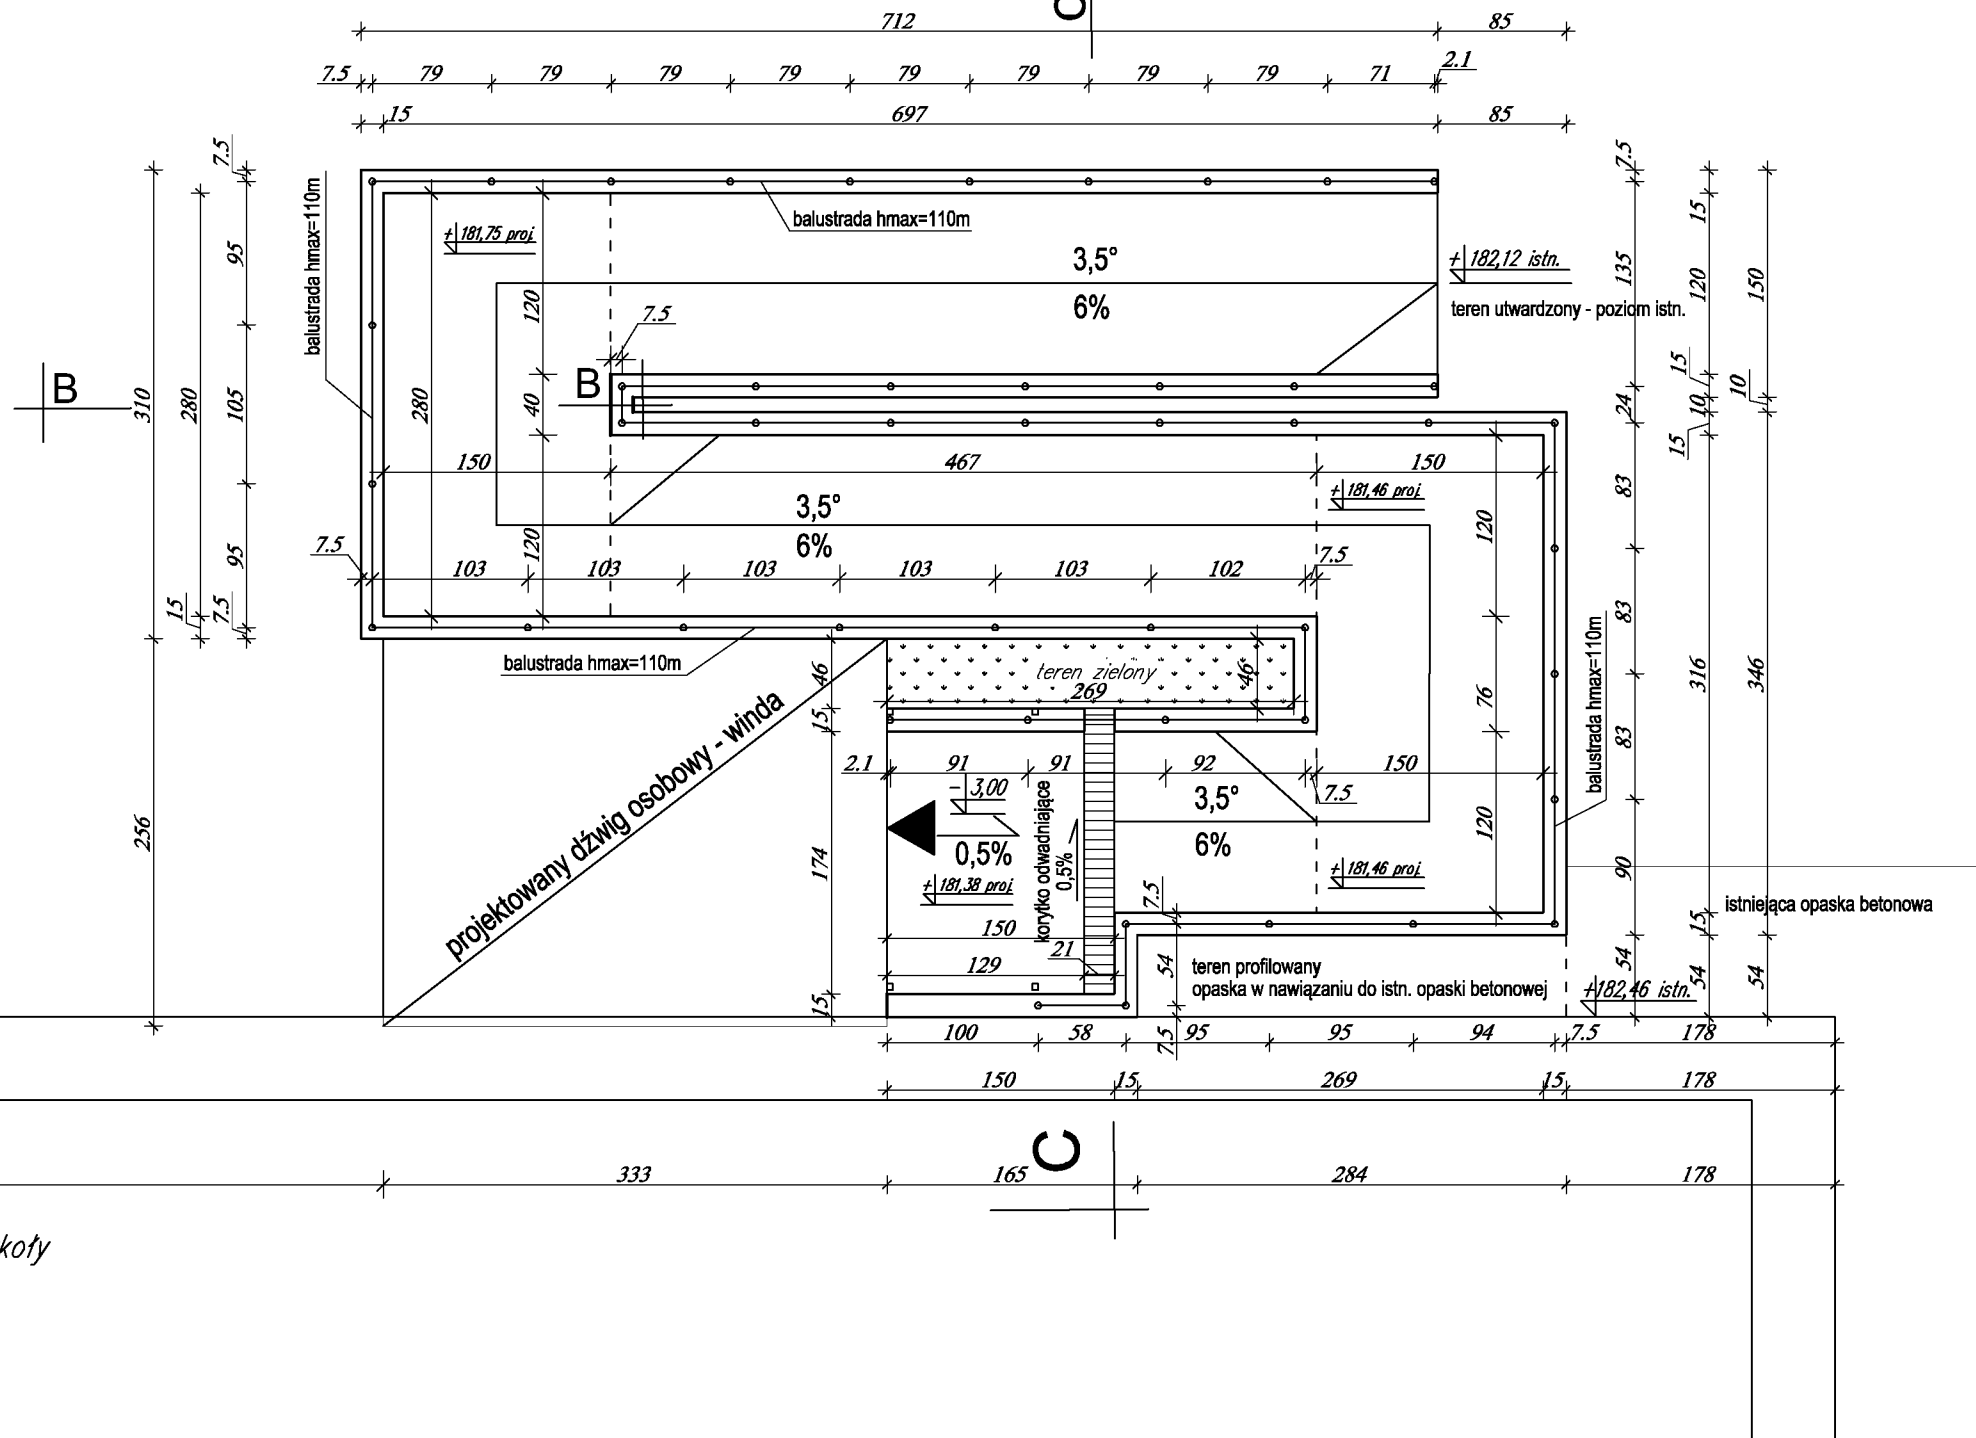 C
712 85
7.5 79 79 79 79 79 79 79 79 71 2.1
15 697 85
7.5 7.5
balustrada hmax=110m
15
+ 181,75 proj.
3,5°
+ 182,12 istn.
95 135 120 150
120 6%
teren utwardzony - poziom istn.
balustrada hmax=110m
7.5
15
B B 10
310 280 105 280 40 24 10
15
150 467 150
+ 181,46 proj.
83
3,5°
120
6%
95 120
7.5 7.5
103 103 103 103 103 102
15 7.5 83
balustrada hmax=110m
46 teren zielony 46
269
76 316 346
15
projektowany dźwig osobowy - winda
balustrada hmax=110m
83
2.1 91 91 92 150
- 3,00 7.5
3,5°
256 120
0,5% 6%
174
korytko odwadniające
0,5%
+ 181,38 proj.
+ 181,46 proj.
90
7.5
istniejąca opaska betonowa
15
150
21
129 54
teren profilowany
opaska w nawiązaniu do istn. opaski betonowej
54 54 54
+182,46 istn.
15
100 58 7.5 95 95 94 7.5 178
150 15 269 15 178
C
333 165 284 178
koły